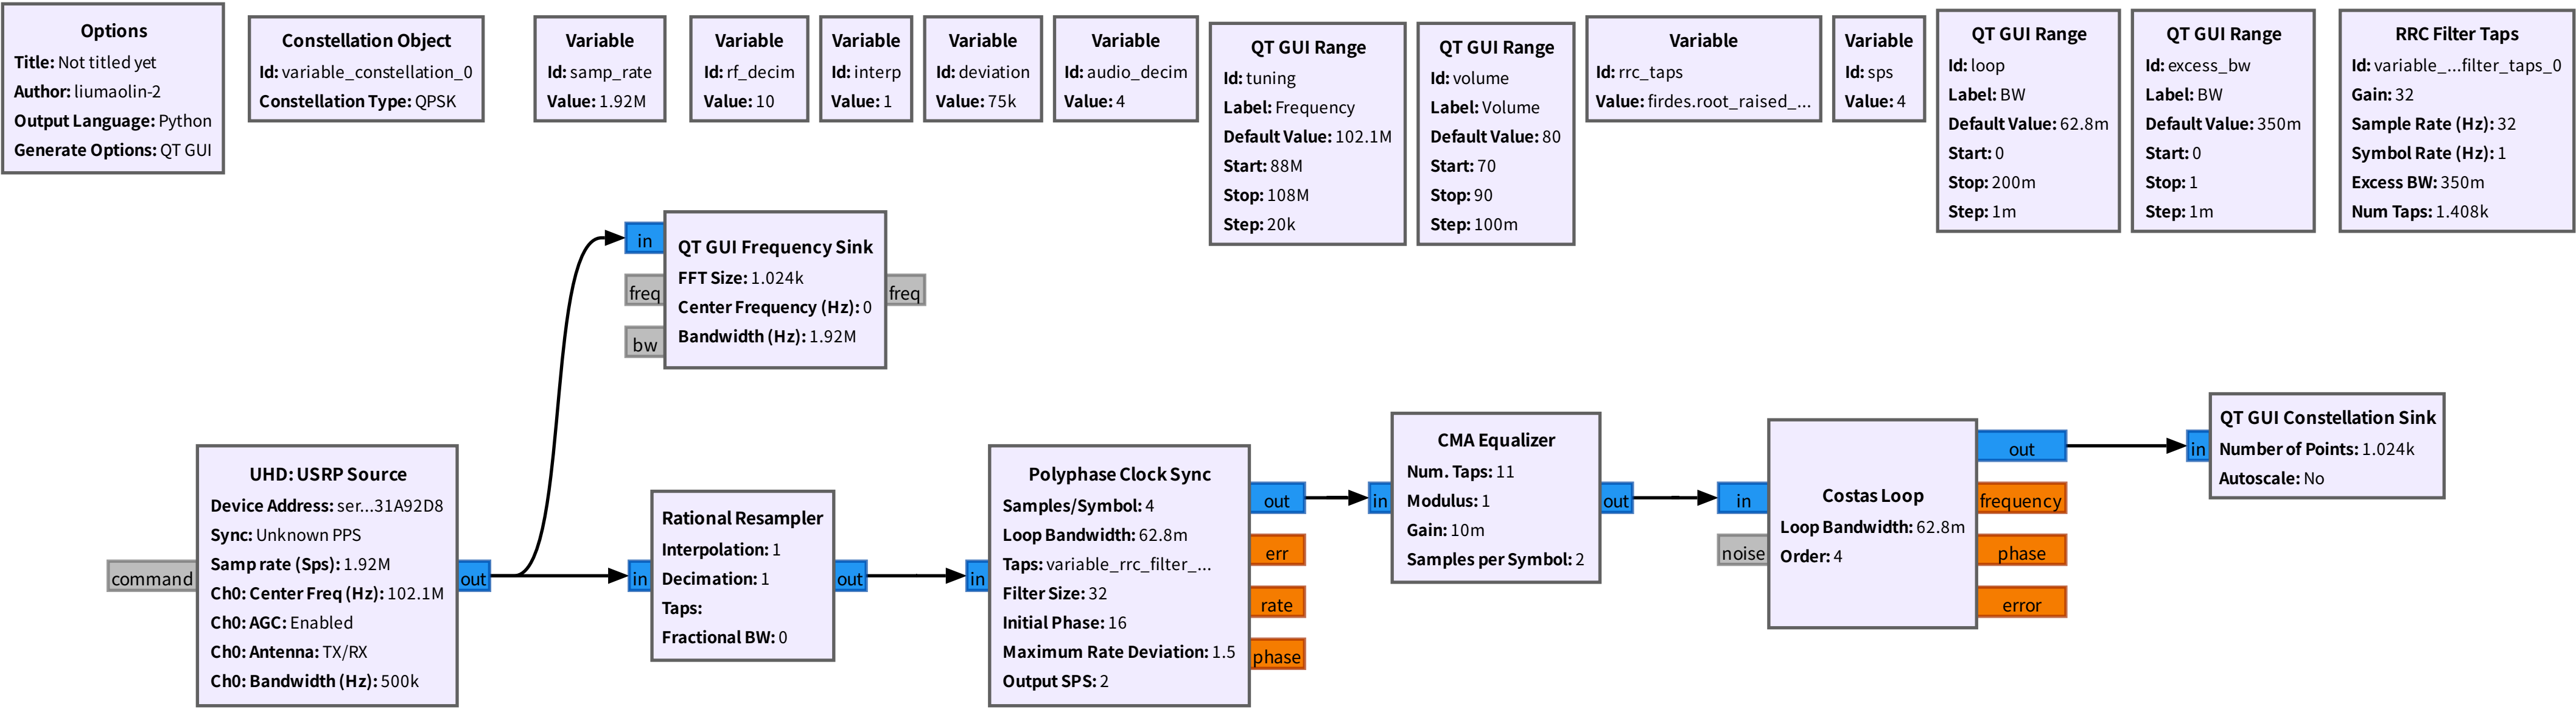 Options
Title: Not titled yet
Author: liumaolin-2
Output Language: Python
Generate Options: QT GUI
Constellation Object
Id: variable_constellation_0
Constellation Type: QPSK
Variable
Id: samp_rate
Value: 1.92M
Variable
Id: rf_decim
Value: 10
Variable
Id: interp
Value: 1
Variable
Id: deviation
Value: 75k
Variable
Id: audio_decim
Value: 4
QT GUI Range
Id: tuning
Label: Frequency
Default Value: 102.1M
Start: 88M
Stop: 108M
Step: 20k
QT GUI Range
Id: volume
Label: Volume
Default Value: 80
Start: 70
Stop: 90
Step: 100m
Variable
Id: rrc_taps
Value: firdes.root_raised_...
Variable
Id: sps
Value: 4
QT GUI Range
Id: loop
Label: BW
Default Value: 62.8m
Start: 0
Stop: 200m
Step: 1m
QT GUI Range
Id: excess_bw
Label: BW
Default Value: 350m
Start: 0
Stop: 1
Step: 1m
RRC Filter Taps
Id: variable_...filter_taps_0
Gain: 32
Sample Rate (Hz): 32
Symbol Rate (Hz): 1
Excess BW: 350m
Num Taps: 1.408k
in
freq
bw
QT GUI Frequency Sink
FFT Size: 1.024k
Center Frequency (Hz): 0
Bandwidth (Hz): 1.92M
freq
command
UHD: USRP Source
Device Address: ser...31A92D8
Sync: Unknown PPS
Samp rate (Sps): 1.92M
Ch0: Center Freq (Hz): 102.1M
Ch0: AGC: Enabled
Ch0: Antenna: TX/RX
Ch0: Bandwidth (Hz): 500k
out
in
Rational Resampler
Interpolation: 1
Decimation: 1
Taps:
Fractional BW: 0
out
in
Polyphase Clock Sync
Samples/Symbol: 4
Loop Bandwidth: 62.8m
Taps: variable_rrc_filter_...
Filter Size: 32
Initial Phase: 16
Maximum Rate Deviation: 1.5
Output SPS: 2
out
err
rate
phase
in
CMA Equalizer
Num. Taps: 11
Modulus: 1
Gain: 10m
Samples per Symbol: 2
out
in
noise
Costas Loop
Loop Bandwidth: 62.8m
Order: 4
out
frequency
phase
error
in
QT GUI Constellation Sink
Number of Points: 1.024k
Autoscale: No